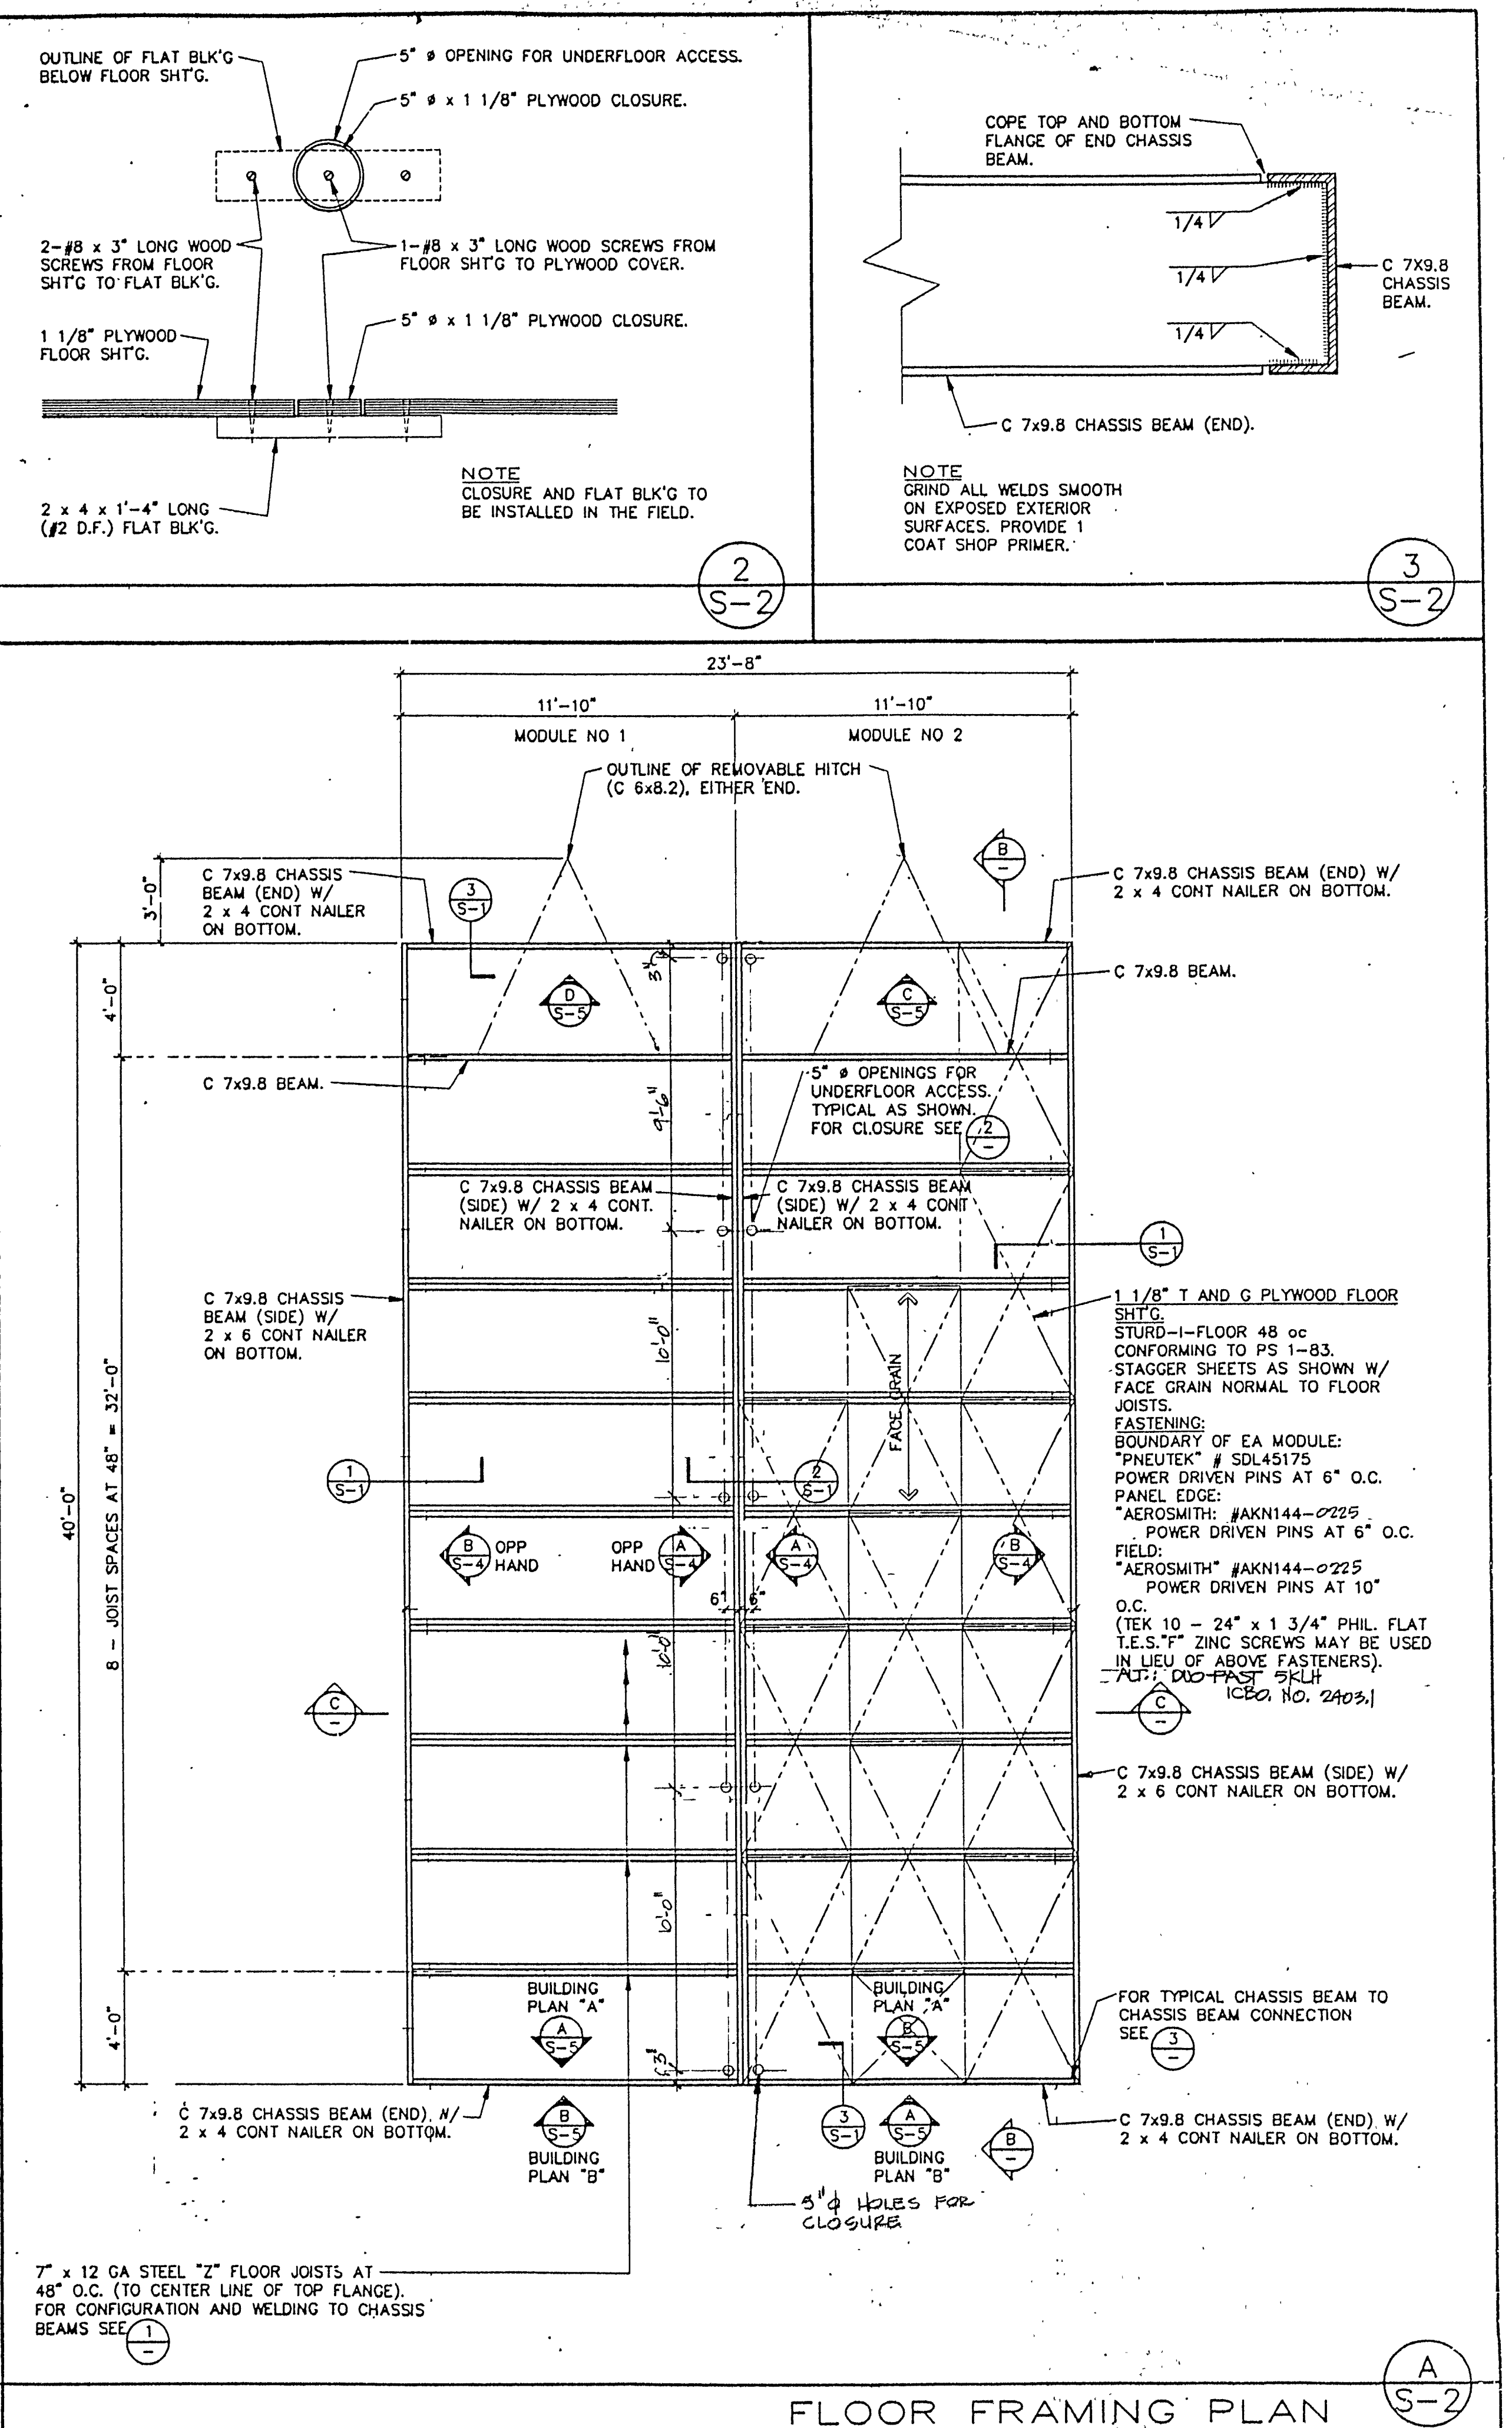 OUTLINE OF FLAT BLK'G
BELOW FLOOR SHT'G.
5" ø OPENING FOR UNDERFLOOR ACCESS.
5" ø x 1 1/8" PLYWOOD CLOSURE.
2-#8 x 3" LONG WOOD
SCREWS FROM FLOOR
SHT'G TO FLAT BLK'G.
1-#8 x 3" LONG WOOD SCREWS FROM
FLOOR SHT'G TO PLYWOOD COVER.
1 1/8" PLYWOOD
FLOOR SHT'G.
5" ø x 1 1/8" PLYWOOD CLOSURE.
2 x 4 x 1'-4" LONG
(#2 D.F.) FLAT BLK'G.
NOTE
CLOSURE AND FLAT BLK'G TO
BE INSTALLED IN THE FIELD.
2
S-2
COPE TOP AND BOTTOM
FLANGE OF END CHASSIS
BEAM.
1/4
1/4
1/4
C 7X9.8
CHASSIS
BEAM.
C 7x9.8 CHASSIS BEAM (END).
NOTE
GRIND ALL WELDS SMOOTH
ON EXPOSED EXTERIOR
SURFACES. PROVIDE 1
COAT SHOP PRIMER.
3
S-2
23'-8"
11'-10"
11'-10"
MODULE NO 1
MODULE NO 2
OUTLINE OF REMOVABLE HITCH
(C 6x8.2), EITHER END.
3'-0"
C 7x9.8 CHASSIS
BEAM (END) W/
2 x 4 CONT NAILER
ON BOTTOM.
3
S-1
B
-
C 7x9.8 CHASSIS BEAM (END) W/
2 x 4 CONT NAILER ON BOTTOM.
4'-0"
3"
D
S-5
C
S-5
C 7x9.8 BEAM.
C 7x9.8 BEAM.
5" ø OPENINGS FOR
UNDERFLOOR ACCESS.
TYPICAL AS SHOWN.
FOR CLOSURE SEE
2
-
9'-6"
C 7x9.8 CHASSIS BEAM
(SIDE) W/ 2 x 4 CONT.
NAILER ON BOTTOM.
C 7x9.8 CHASSIS BEAM
(SIDE) W/ 2 x 4 CONT
NAILER ON BOTTOM.
1
S-1
C 7x9.8 CHASSIS
BEAM (SIDE) W/
2 x 6 CONT NAILER
ON BOTTOM.
10'-0"
FACE GRAIN
1 1/8" T AND G PLYWOOD FLOOR
SHT'G.
STURD-I-FLOOR 48 oc
CONFORMING TO PS 1-83.
STAGGER SHEETS AS SHOWN W/
FACE GRAIN NORMAL TO FLOOR
JOISTS.
FASTENING:
BOUNDARY OF EA MODULE:
"PNEUTEK" # SDL45175
POWER DRIVEN PINS AT 6" O.C.
PANEL EDGE:
"AEROSMITH: #AKN144-0225
POWER DRIVEN PINS AT 6" O.C.
FIELD:
"AEROSMITH" #AKN144-0225
POWER DRIVEN PINS AT 10"
O.C.
(TEK 10 - 24" x 1 3/4" PHIL. FLAT
T.E.S."F" ZINC SCREWS MAY BE USED
IN LIEU OF ABOVE FASTENERS).
ALT.: DUO-FAST SKLH
ICBO. NO. 2403.1
40'-0"
8 - JOIST SPACES AT 48" = 32'-0"
1
S-1
2
S-1
B
S-4
OPP
HAND
OPP
HAND
A
S-4
A
S-4
B
S-4
6"
6"
10'-0"
C
-
C
-
C 7x9.8 CHASSIS BEAM (SIDE) W/
2 x 6 CONT NAILER ON BOTTOM.
4'-0"
BUILDING
PLAN "A"
A
S-5
BUILDING
PLAN "A"
B
S-5
FOR TYPICAL CHASSIS BEAM TO
CHASSIS BEAM CONNECTION
SEE
3
-
C 7x9.8 CHASSIS BEAM (END) W/
2 x 4 CONT NAILER ON BOTTOM.
B
S-5
BUILDING
PLAN "B"
3
S-1
A
S-5
BUILDING
PLAN "B"
B
-
C 7x9.8 CHASSIS BEAM (END) W/
2 x 4 CONT NAILER ON BOTTOM.
5"ø HOLES FOR
CLOSURE
7" x 12 GA STEEL "Z" FLOOR JOISTS AT
48" O.C. (TO CENTER LINE OF TOP FLANGE).
FOR CONFIGURATION AND WELDING TO CHASSIS
BEAMS SEE
1
-
FLOOR FRAMING PLAN
A
S-2